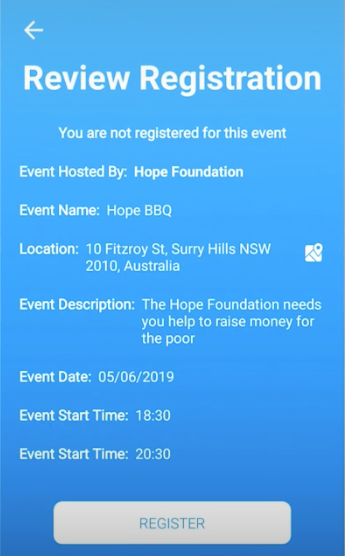 Review Registration
You are not registered for this event
Event Hosted By: Hope Foundation
Event Name: Hope BBQ
Location: 10 Fitzroy St, Surry Hills NSW
2010, Australia
Event Description: The Hope Foundation needs
you help to raise money for
the poor
Event Date: 05/06/2019
Event Start Time: 18:30
Event Start Time: 20:30
REGISTER